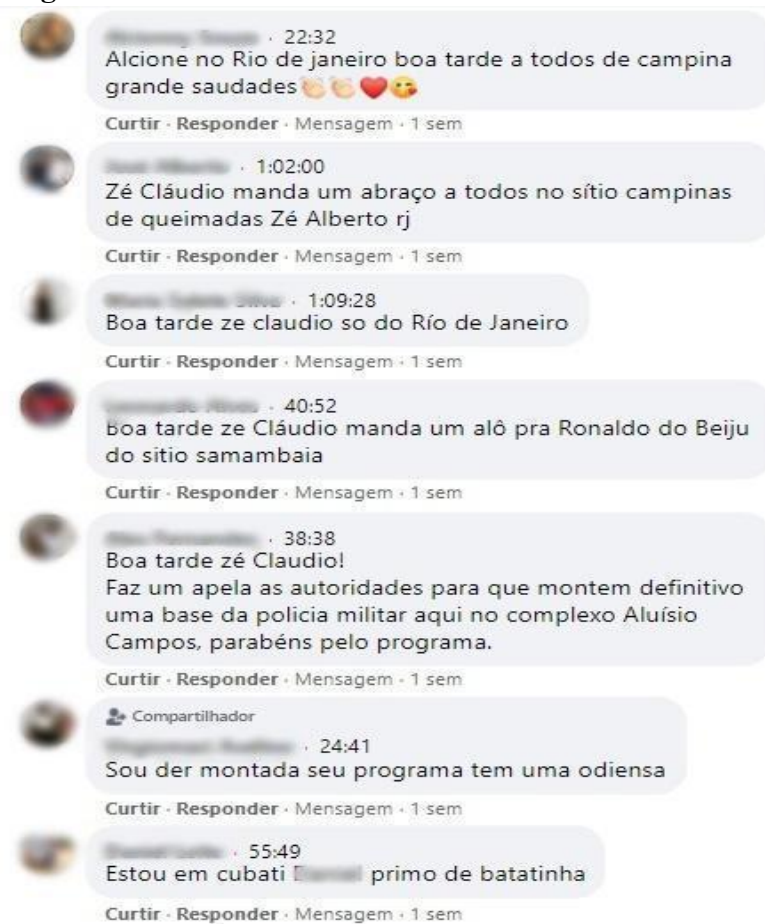 · 22:32
Alcione no Rio de janeiro boa tarde a todos de campina
grande saudades👏🏻👏🏻❤️😘
Curtir · Responder · Mensagem · 1 sem
· 1:02:00
Zé Cláudio manda um abraço a todos no sítio campinas
de queimadas Zé Alberto rj
Curtir · Responder · Mensagem · 1 sem
· 1:09:28
Boa tarde ze claudio so do Río de Janeiro
Curtir · Responder · Mensagem · 1 sem
· 40:52
Boa tarde ze Cláudio manda um alô pra Ronaldo do Beiju
do sitio samambaia
Curtir · Responder · Mensagem · 1 sem
· 38:38
Boa tarde zé Claudio!
Faz um apela as autoridades para que montem definitivo
uma base da policia militar aqui no complexo Aluísio
Campos, parabéns pelo programa.
Curtir · Responder · Mensagem · 1 sem
Compartilhador
· 24:41
Sou der montada seu programa tem uma odiensa
Curtir · Responder · Mensagem · 1 sem
· 55:49
Estou em cubati primo de batatinha
Curtir · Responder · Mensagem · 1 sem